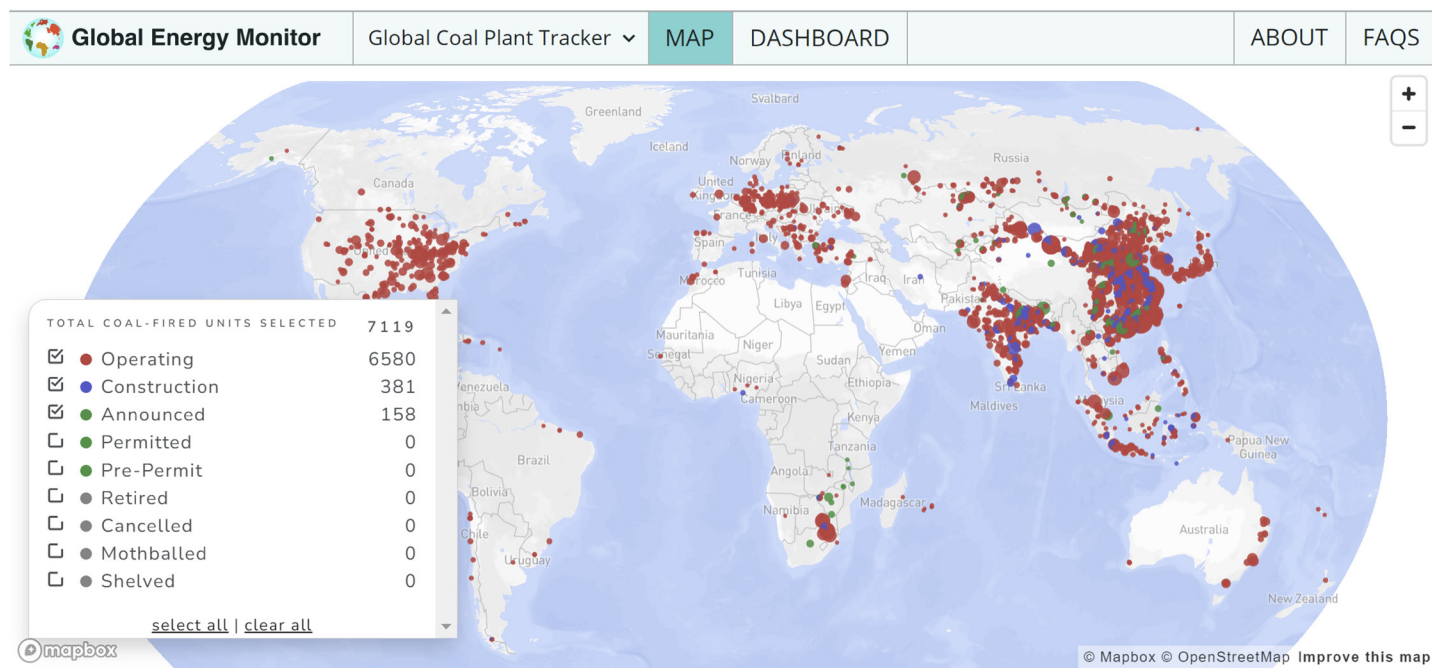 Global Energy Monitor
Global Coal Plant Tracker
MAP
DASHBOARD
ABOUT
FAQS
+
−
Svalbard
Greenland
Iceland
Norway
Finland
Russia
Canada
United
Kingdom
France
Spain
Italy
United
Morocco
Tunisia
Libya
Egypt
Iraq
Iran
Pakistan
Oman
Yemen
Mauritania
Senegal
Niger
Sudan
Nigeria
Cameroon
Ethiopia
Kenya
Tanzania
Angola
Namibia
Madagascar
Sri Lanka
Maldives
Papua New
Guinea
Australia
New Zealand
Venezuela
Brazil
Bolivia
Chile
Uruguay
TOTAL COAL-FIRED UNITS SELECTED 7119
Operating 6580
Construction 381
Announced 158
Permitted 0
Pre-Permit 0
Retired 0
Cancelled 0
Mothballed 0
Shelved 0
select all | clear all
mapbox
© Mapbox © OpenStreetMap Improve this map